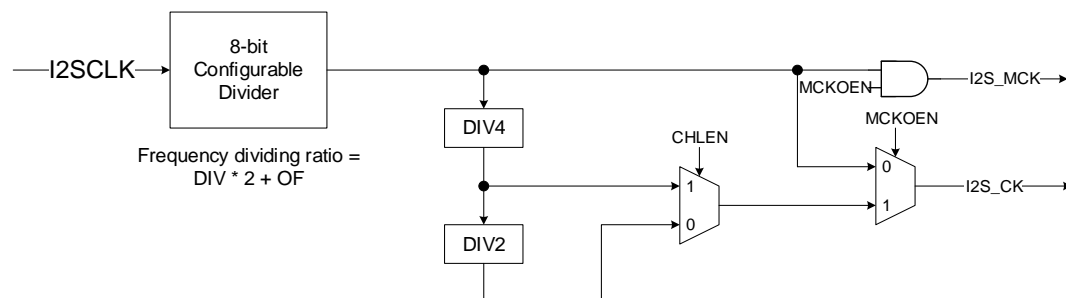 I2SCLK
8-bit
Configurable
Divider
Frequency dividing ratio =
DIV * 2 + OF
DIV4
DIV2
CHLEN
1
0
MCKOEN
I2S_MCK
MCKOEN
0
1
I2S_CK